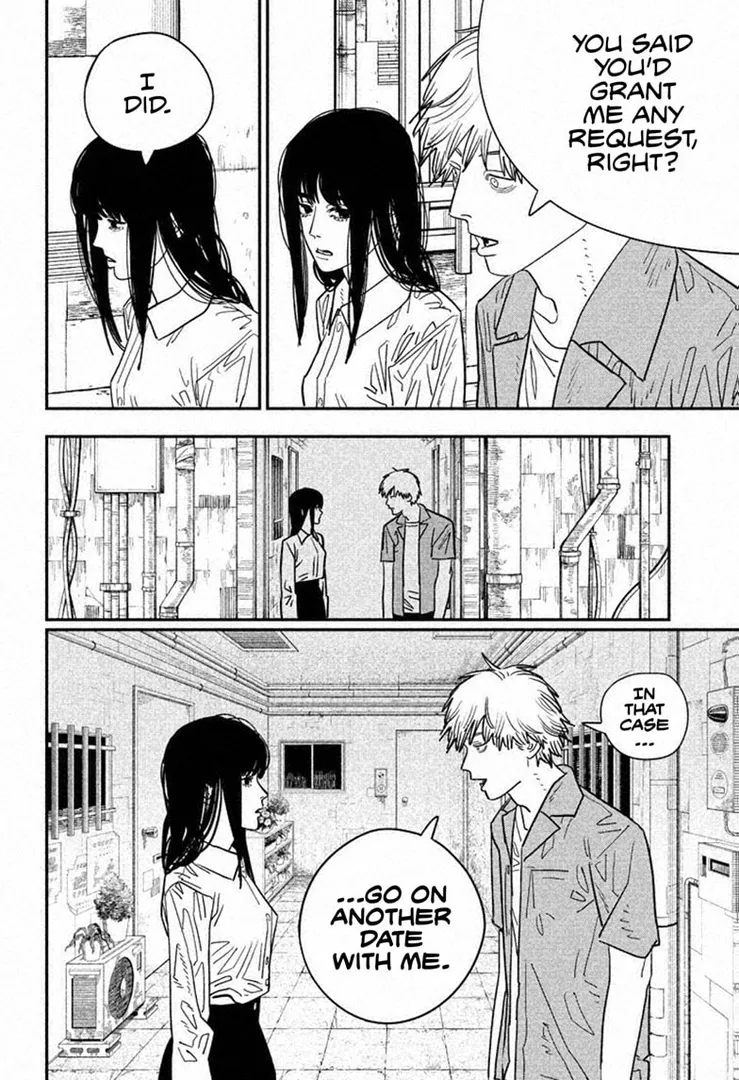 YOU SAID
YOU'D
GRANT
ME ANY
REQUEST,
RIGHT?
I
DID.
IN
THAT
CASE
...
...GO ON
ANOTHER
DATE
WITH ME.